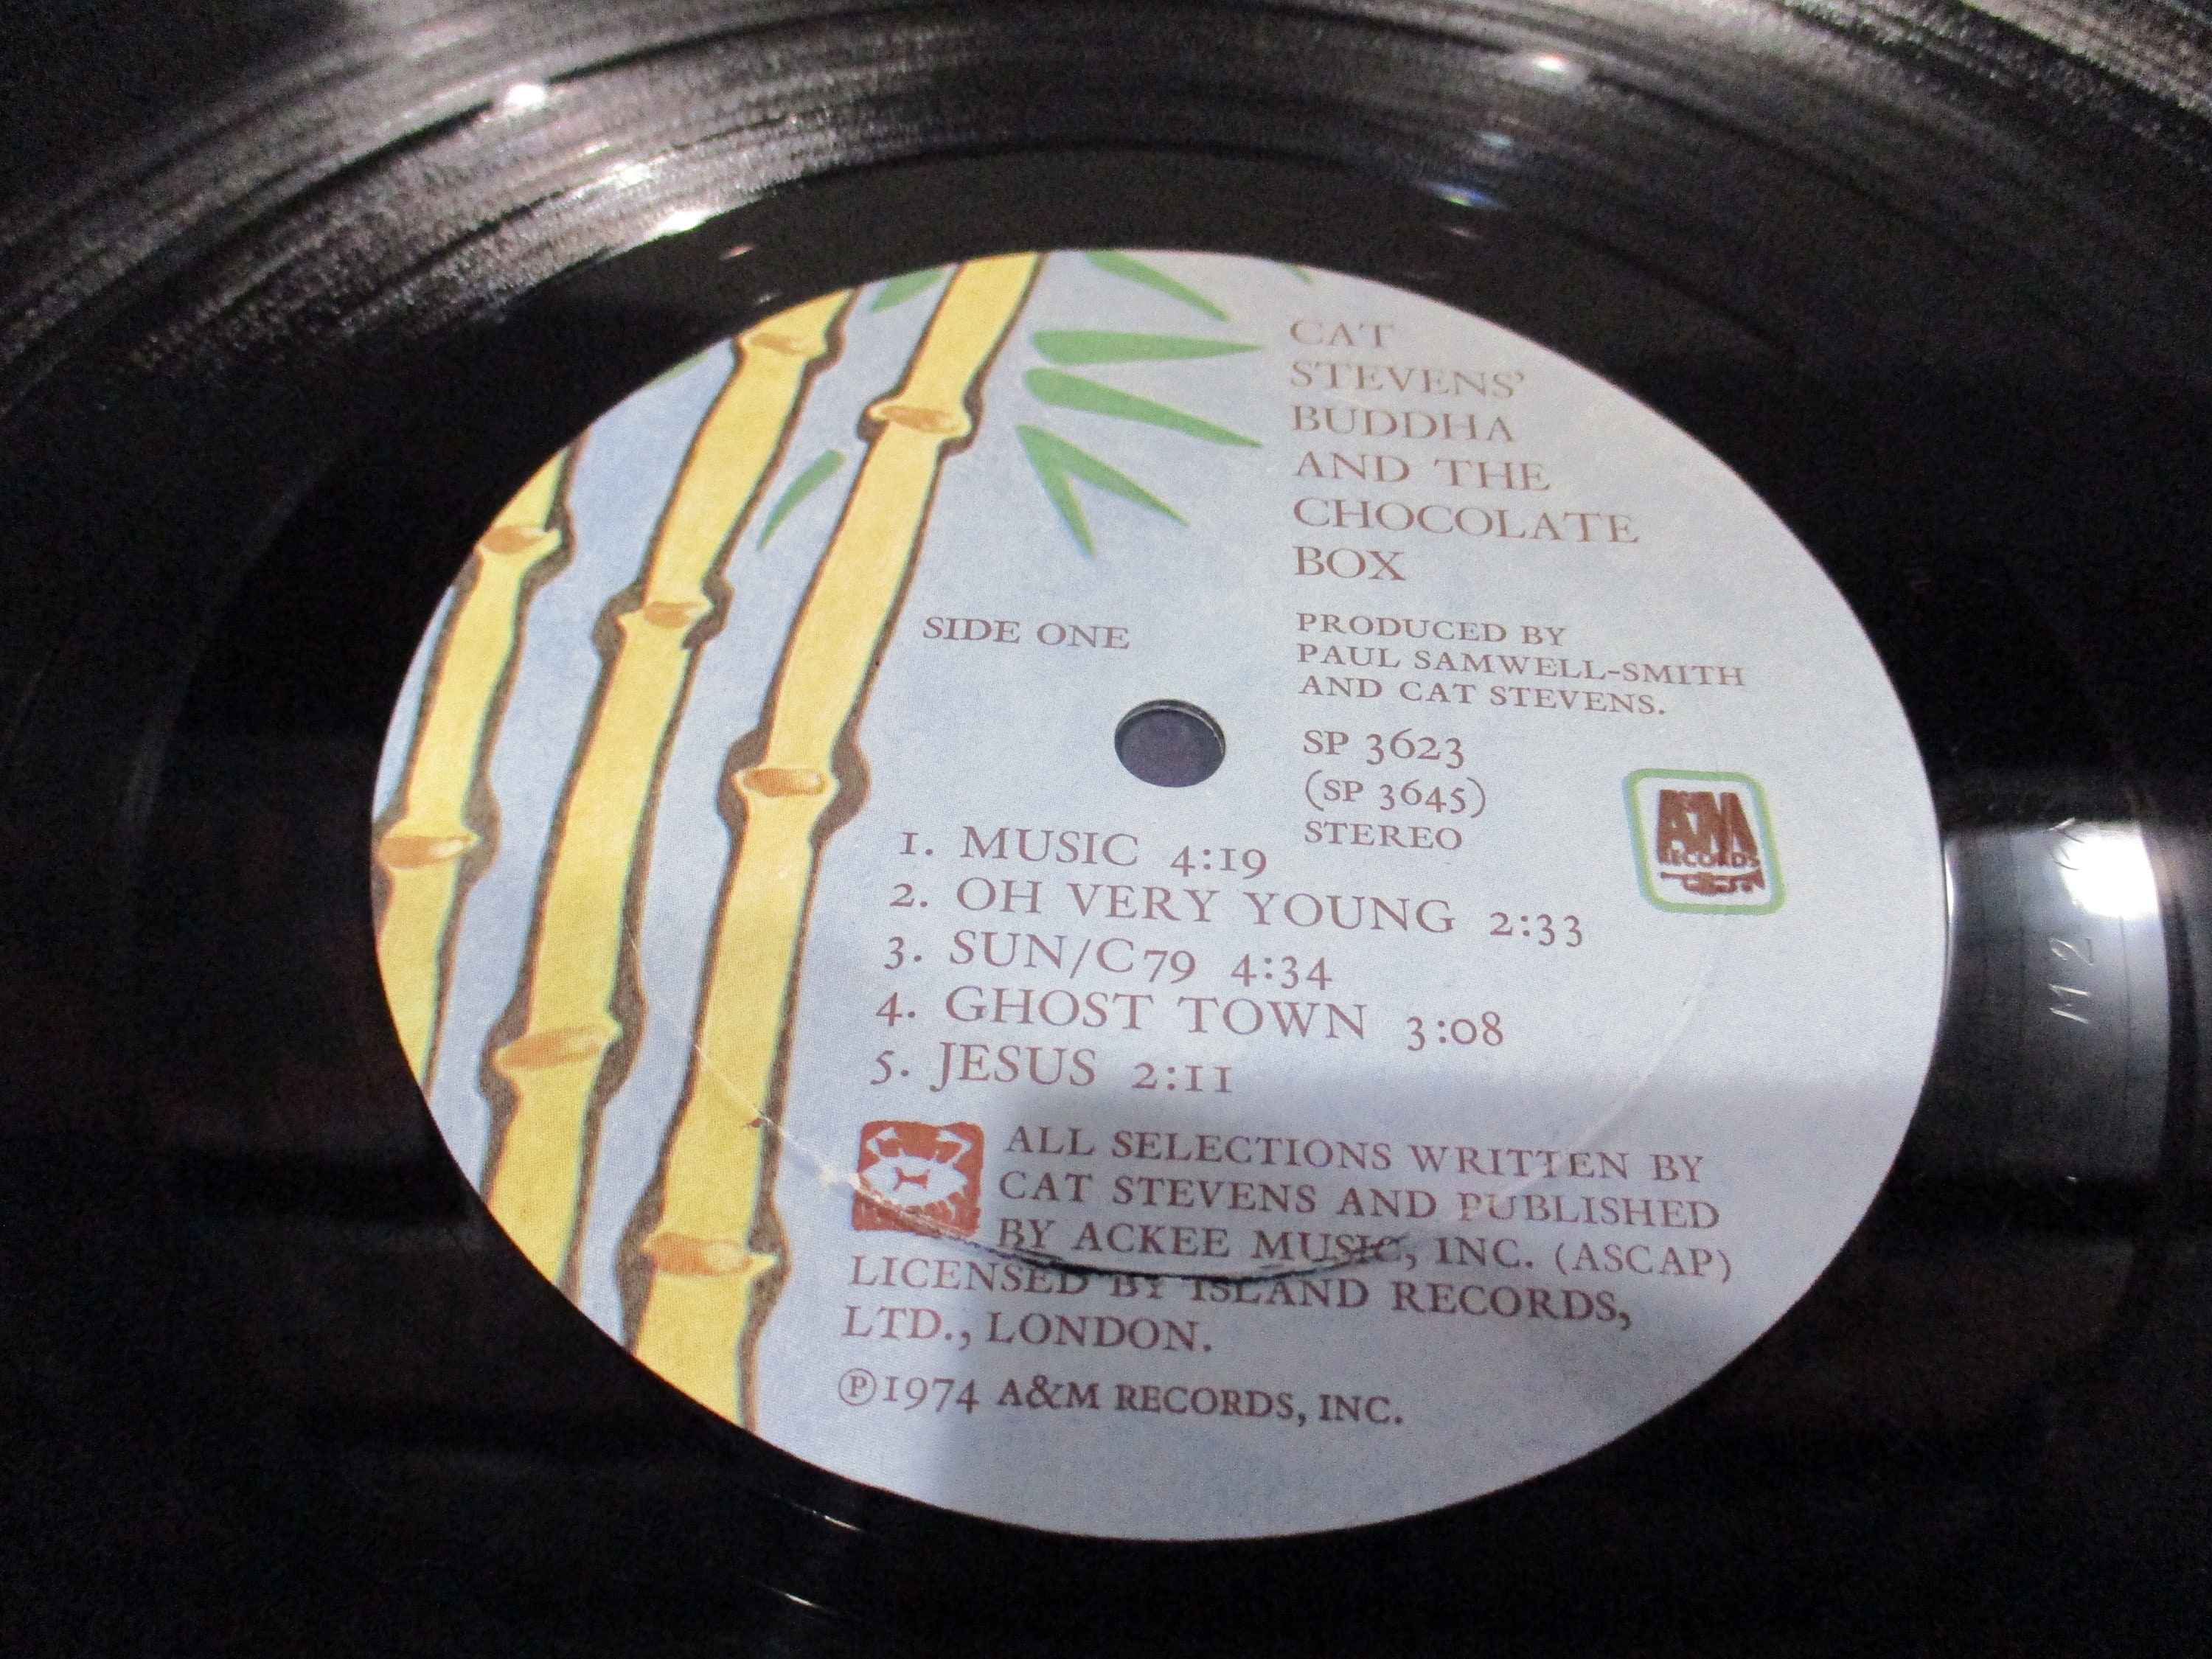 CAT
STEVENS'
BUDDHA
AND THE
CHOCOLATE
BOX
SIDE ONE
PRODUCED BY
PAUL SAMWELL-SMITH
AND CAT STEVENS.
SP 3623
(SP 3645)
STEREO
A&M
RECORDS
1. MUSIC 4:19
2. OH VERY YOUNG 2:33
3. SUN/C79 4:34
4. GHOST TOWN 3:08
5. JESUS 2:11
ALL SELECTIONS WRITTEN BY
CAT STEVENS AND PUBLISHED
BY ACKEE MUSIC, INC. (ASCAP)
LICENSED BY ISLAND RECORDS,
LTD., LONDON.
℗1974 A&M RECORDS, INC.
M2